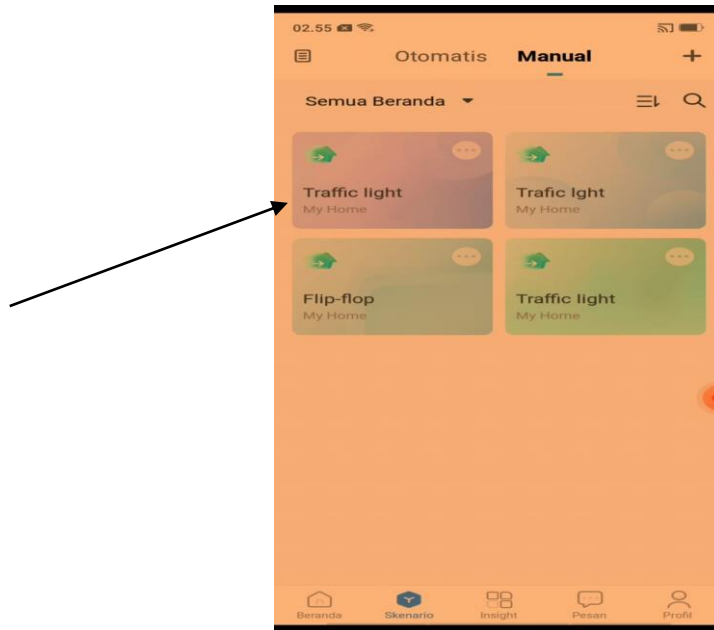 02.55
Otomatis Manual
Semua Beranda
Traffic light
My Home
Trafic lght
My Home
Flip-flop
My Home
Traffic light
My Home
Beranda Skenario Insight Pesan Profil